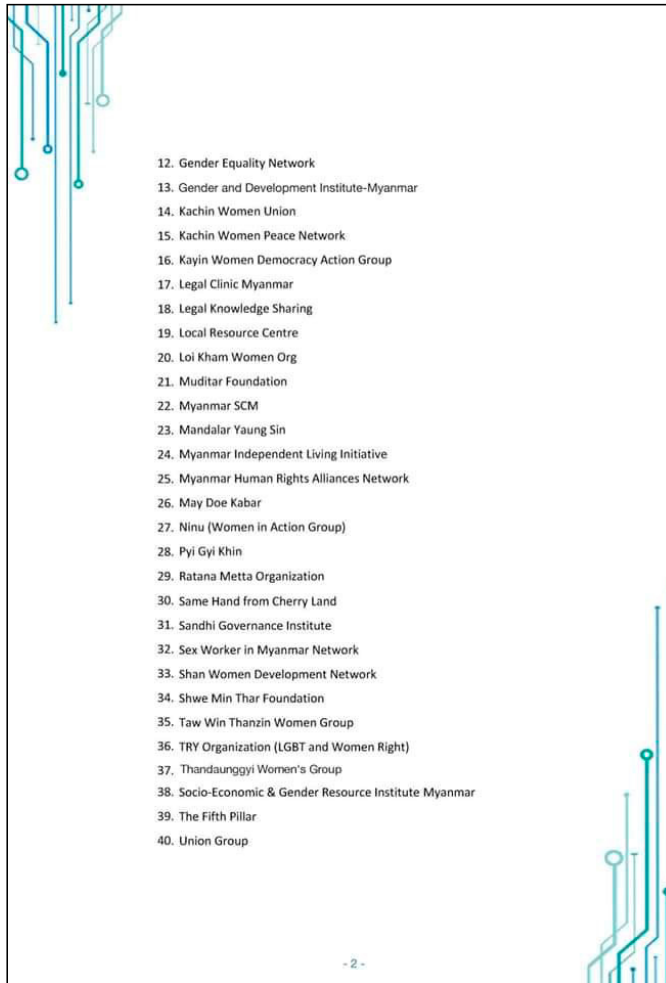 12. Gender Equality Network
13. Gender and Development Institute-Myanmar
14. Kachin Women Union
15. Kachin Women Peace Network
16. Kayin Women Democracy Action Group
17. Legal Clinic Myanmar
18. Legal Knowledge Sharing
19. Local Resource Centre
20. Loi Kham Women Org
21. Muditar Foundation
22. Myanmar SCM
23. Mandalar Yaung Sin
24. Myanmar Independent Living Initiative
25. Myanmar Human Rights Alliances Network
26. May Doe Kabar
27. Ninu (Women in Action Group)
28. Pyi Gyi Khin
29. Ratana Metta Organization
30. Same Hand from Cherry Land
31. Sandhi Governance Institute
32. Sex Worker in Myanmar Network
33. Shan Women Development Network
34. Shwe Min Thar Foundation
35. Taw Win Thanzin Women Group
36. TRY Organization (LGBT and Women Right)
37. Thandaunggyi Women's Group
38. Socio-Economic & Gender Resource Institute Myanmar
39. The Fifth Pillar
40. Union Group
- 2 -